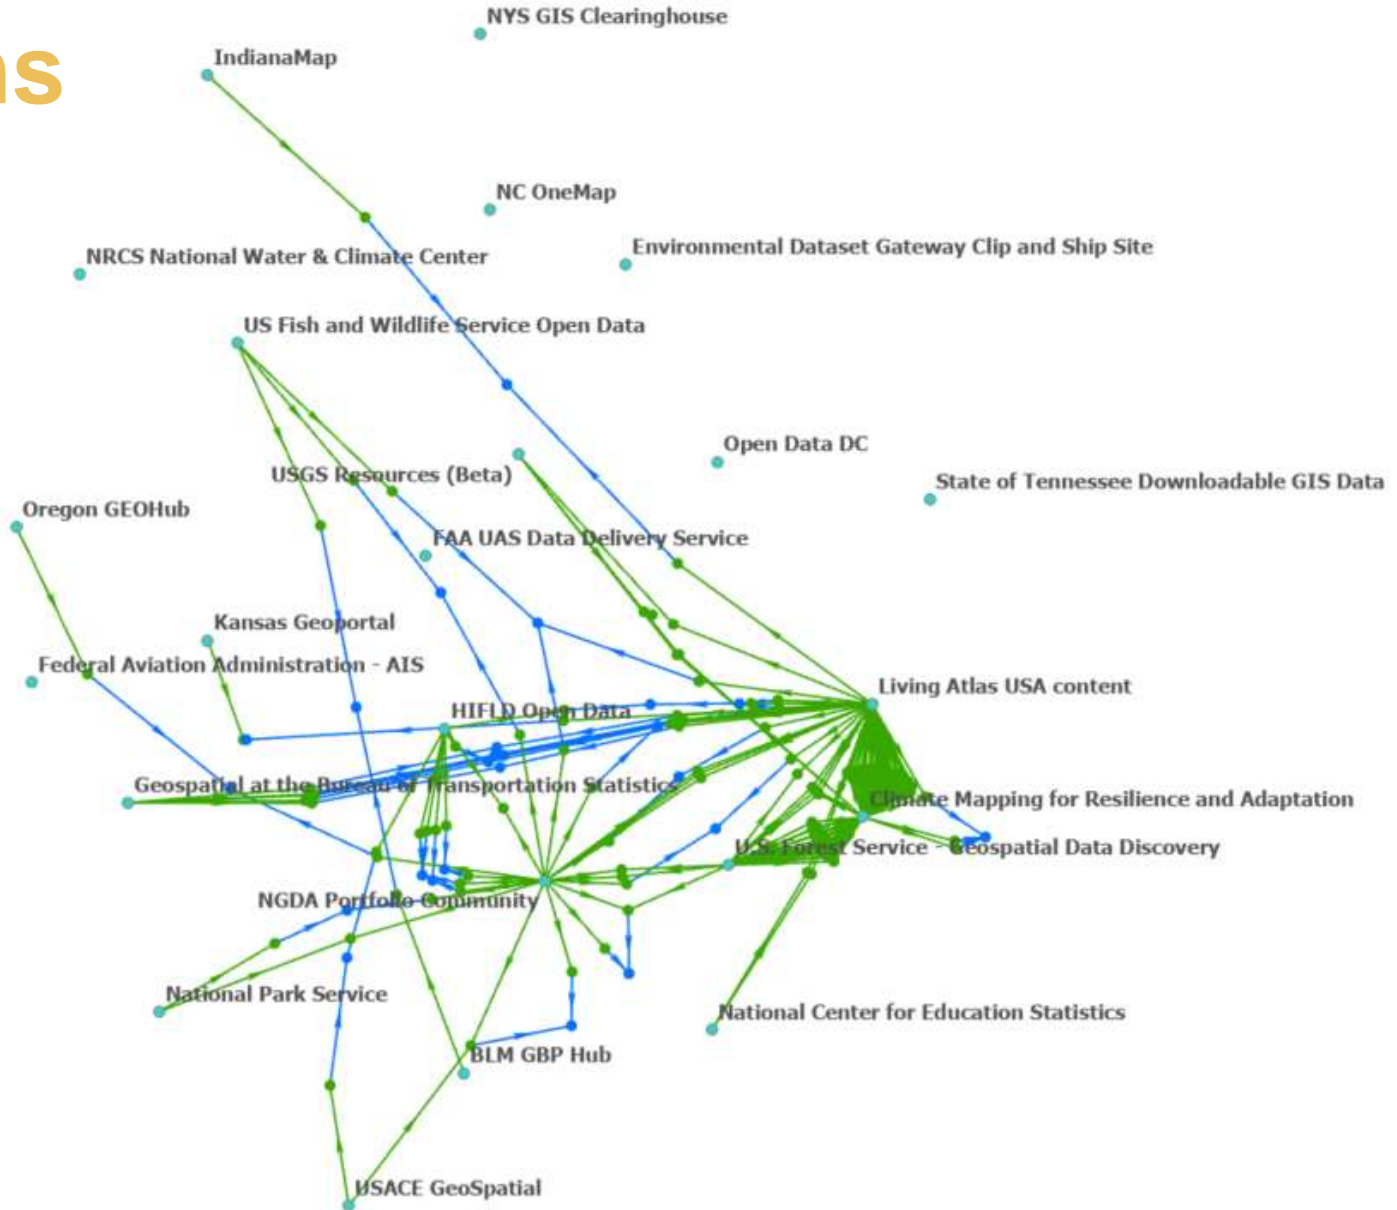 ns
NYS GIS Clearinghouse
IndianaMap
NC OneMap
Environmental Dataset Gateway Clip and Ship Site
NRCS National Water & Climate Center
US Fish and Wildlife Service Open Data
Open Data DC
USGS Resources (Beta)
State of Tennessee Downloadable GIS Data
Oregon GEOHub
FAA UAS Data Delivery Service
Kansas Geoportal
Federal Aviation Administration - AIS
Living Atlas USA content
HIFLD Open Data
Geospatial at the Bureau of Transportation Statistics
Climate Mapping for Resilience and Adaptation
U.S. Forest Service - Geospatial Data Discovery
NGDA Portfolio Community
National Park Service
National Center for Education Statistics
BLM GBP Hub
USACE GeoSpatial